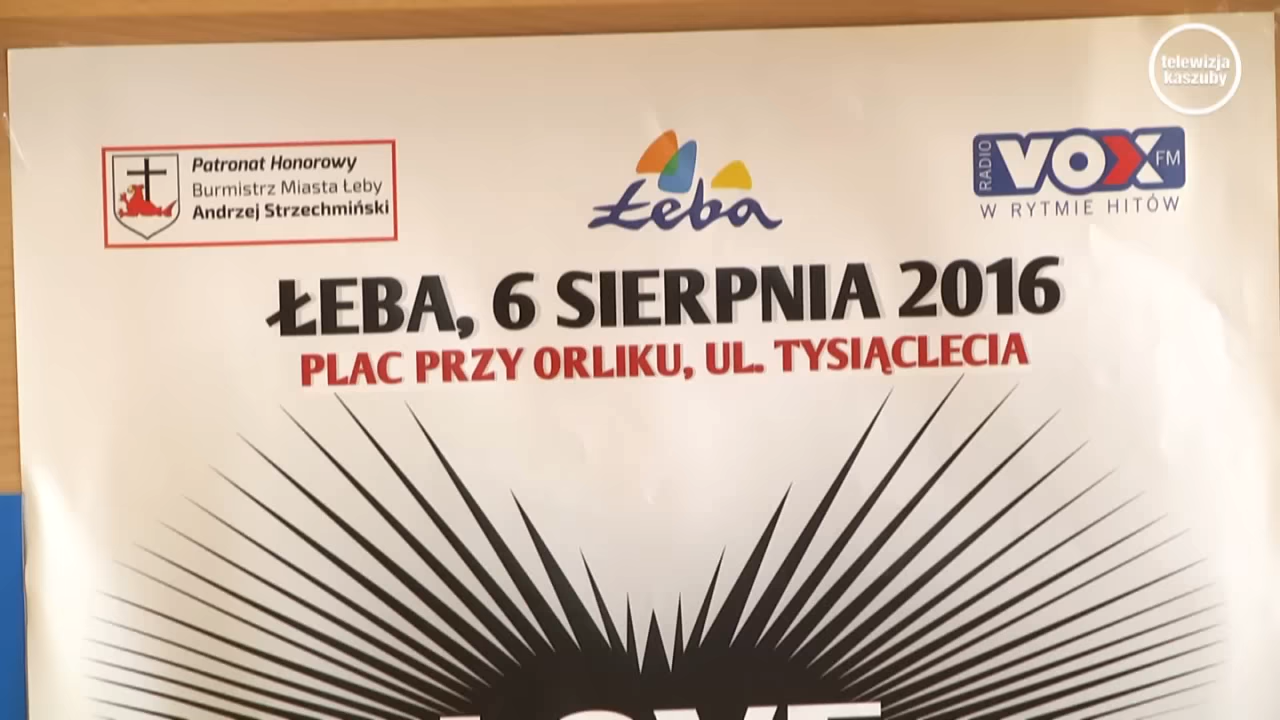 telewizja
kaszuby
Patronat Honorowy
Burmistrz Miasta Łeby
Andrzej Strzechmiński
Łeba
RADIO VOX FM
W RYTMIE HITÓW
ŁEBA, 6 SIERPNIA 2016
PLAC PRZY ORLIKU, UL. TYSIĄCLECIA